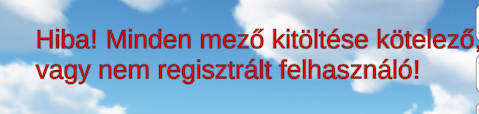 Hiba! Minden mező kitöltése kötelező,
vagy nem regisztrált felhasználó!